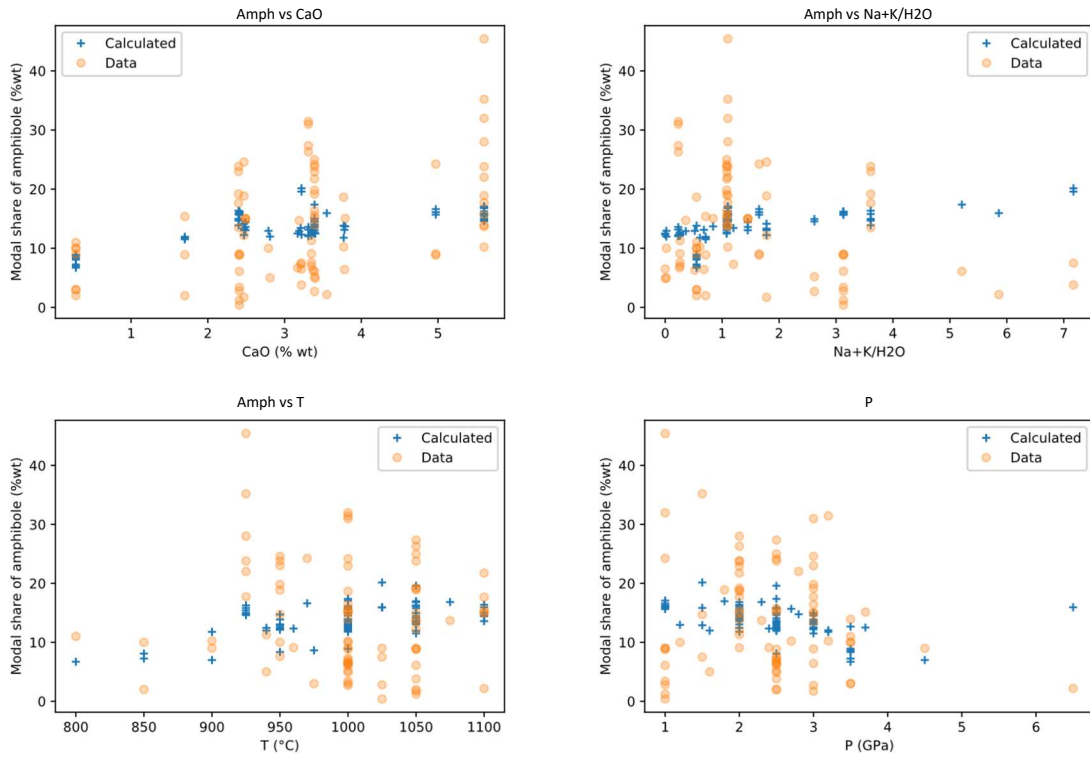 Amph vs CaO
Calculated
Data
40
30
20
10
0
Modal share of amphibole (%wt)
1 2 3 4 5
CaO (% wt)
Amph vs Na+K/H2O
Calculated
Data
40
30
20
10
0
Modal share of amphibole (%wt)
0 1 2 3 4 5 6 7
Na+K/H2O
Amph vs T
Calculated
Data
40
30
20
10
0
Modal share of amphibole (%wt)
800 850 900 950 1000 1050 1100
T (°C)
P
Calculated
Data
40
30
20
10
0
Modal share of amphibole (%wt)
1 2 3 4 5 6
P (GPa)